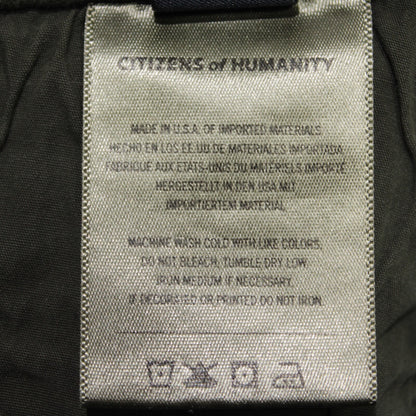 CITIZENS of HUMANITY
MADE IN U.S.A. OF IMPORTED MATERIALS
HECHO EN LOS EE.UU DE MATERIALES IMPORTADA
FABRIQUE AUX ETATS-UNIS DU MATERIELS IMPORTE
HERGESTELLT IN DEN USA MIT
IMPORTIERTEM MATERIAL
MACHINE WASH COLD WITH LIKE COLORS,
DO NOT BLEACH, TUMBLE DRY LOW,
IRON MEDIUM IF NECESSARY.
IF DECORATED OR PRINTED DO NOT IRON.